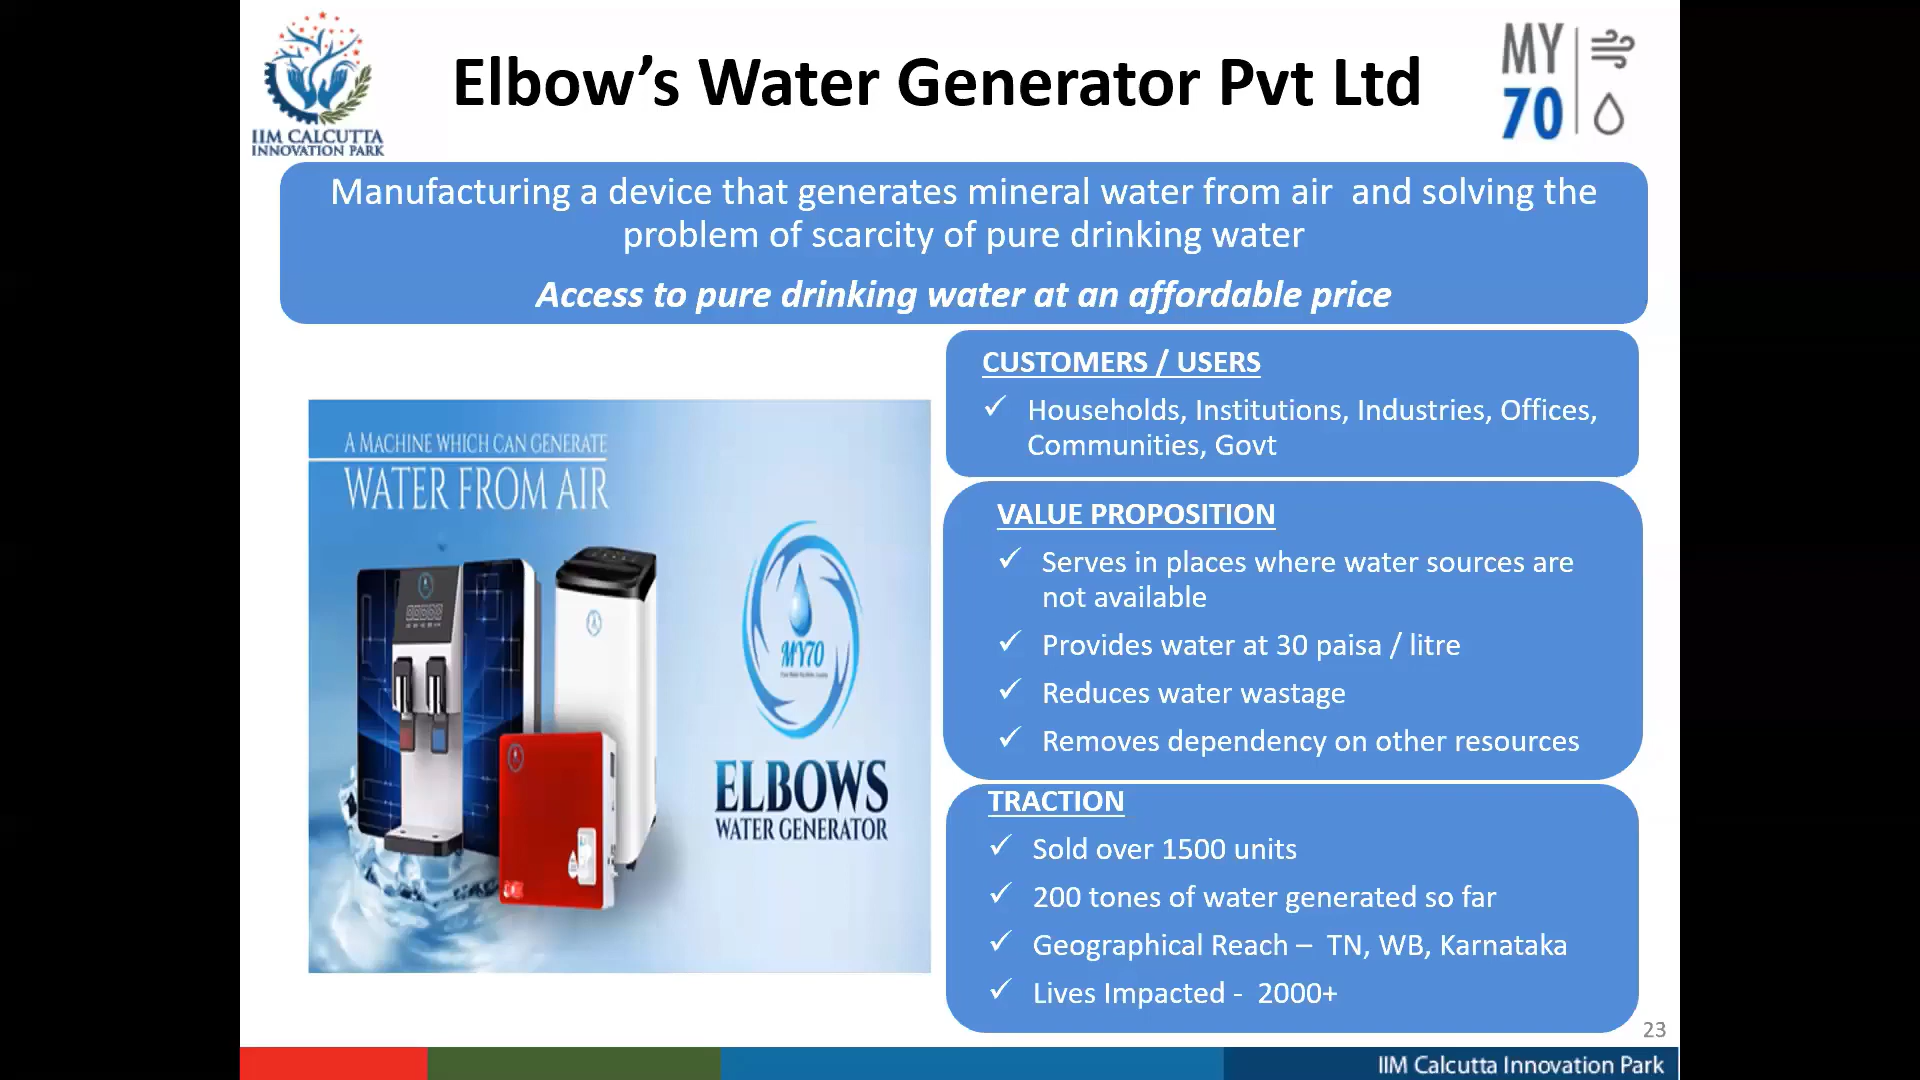 IIM CALCUTTA
INNOVATION PARK
Elbow's Water Generator Pvt Ltd
MY
70
Manufacturing a device that generates mineral water from air  and solving the
problem of scarcity of pure drinking water
Access to pure drinking water at an affordable price
A MACHINE WHICH CAN GENERATE
WATER FROM AIR
MY70
ELBOWS
WATER GENERATOR
CUSTOMERS / USERS
✓ Households, Institutions, Industries, Offices,
Communities, Govt
VALUE PROPOSITION
✓ Serves in places where water sources are
not available
✓ Provides water at 30 paisa / litre
✓ Reduces water wastage
✓ Removes dependency on other resources
TRACTION
✓ Sold over 1500 units
✓ 200 tones of water generated so far
✓ Geographical Reach –  TN, WB, Karnataka
✓ Lives Impacted -  2000+
23
IIM Calcutta Innovation Park